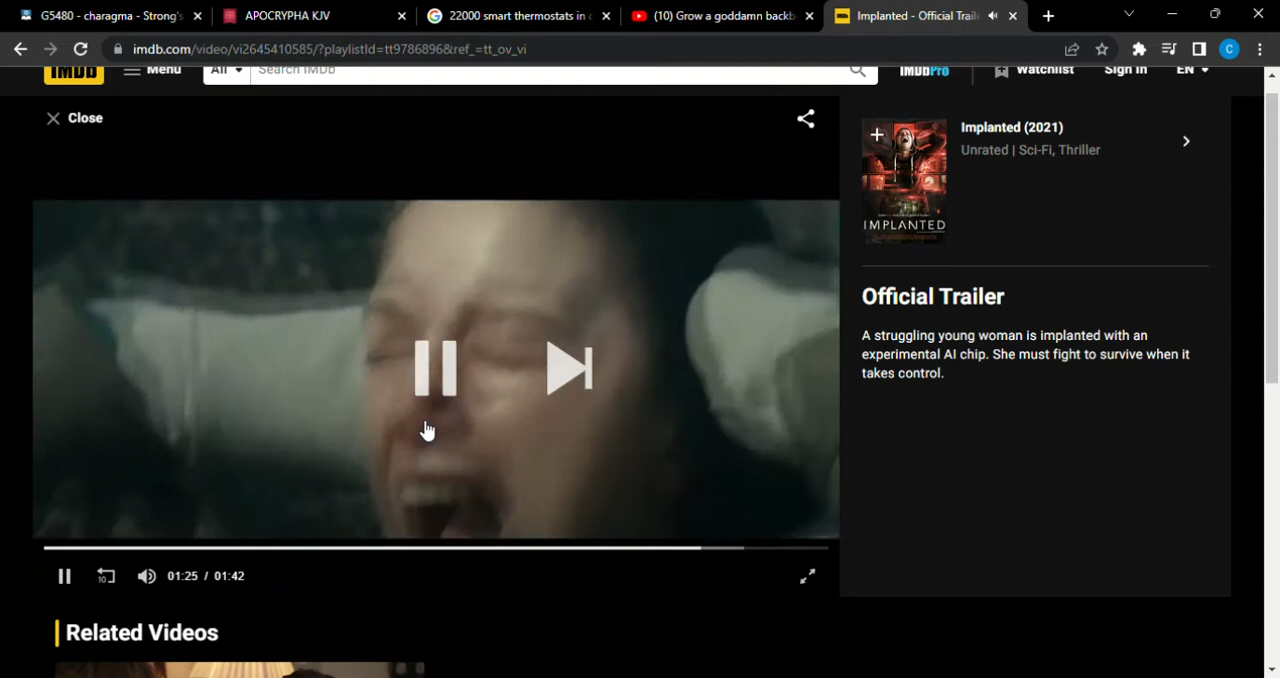 G5480 - charagma - Strong's
APOCRYPHA KJV
22000 smart thermostats in c
(10) Grow a goddamn backb
Implanted - Official Trail
imdb.com/video/vi2645410585/?playlistId=tt9786896&ref_=tt_ov_vi
C
IMDb
Menu
All
Search IMDb
IMDbPro
Watchlist
Sign In
EN
Close
Implanted (2021)
Unrated | Sci-Fi, Thriller
IMPLANTED
Official Trailer
A struggling young woman is implanted with an
experimental AI chip. She must fight to survive when it
takes control.
10
01:25 / 01:42
Related Videos